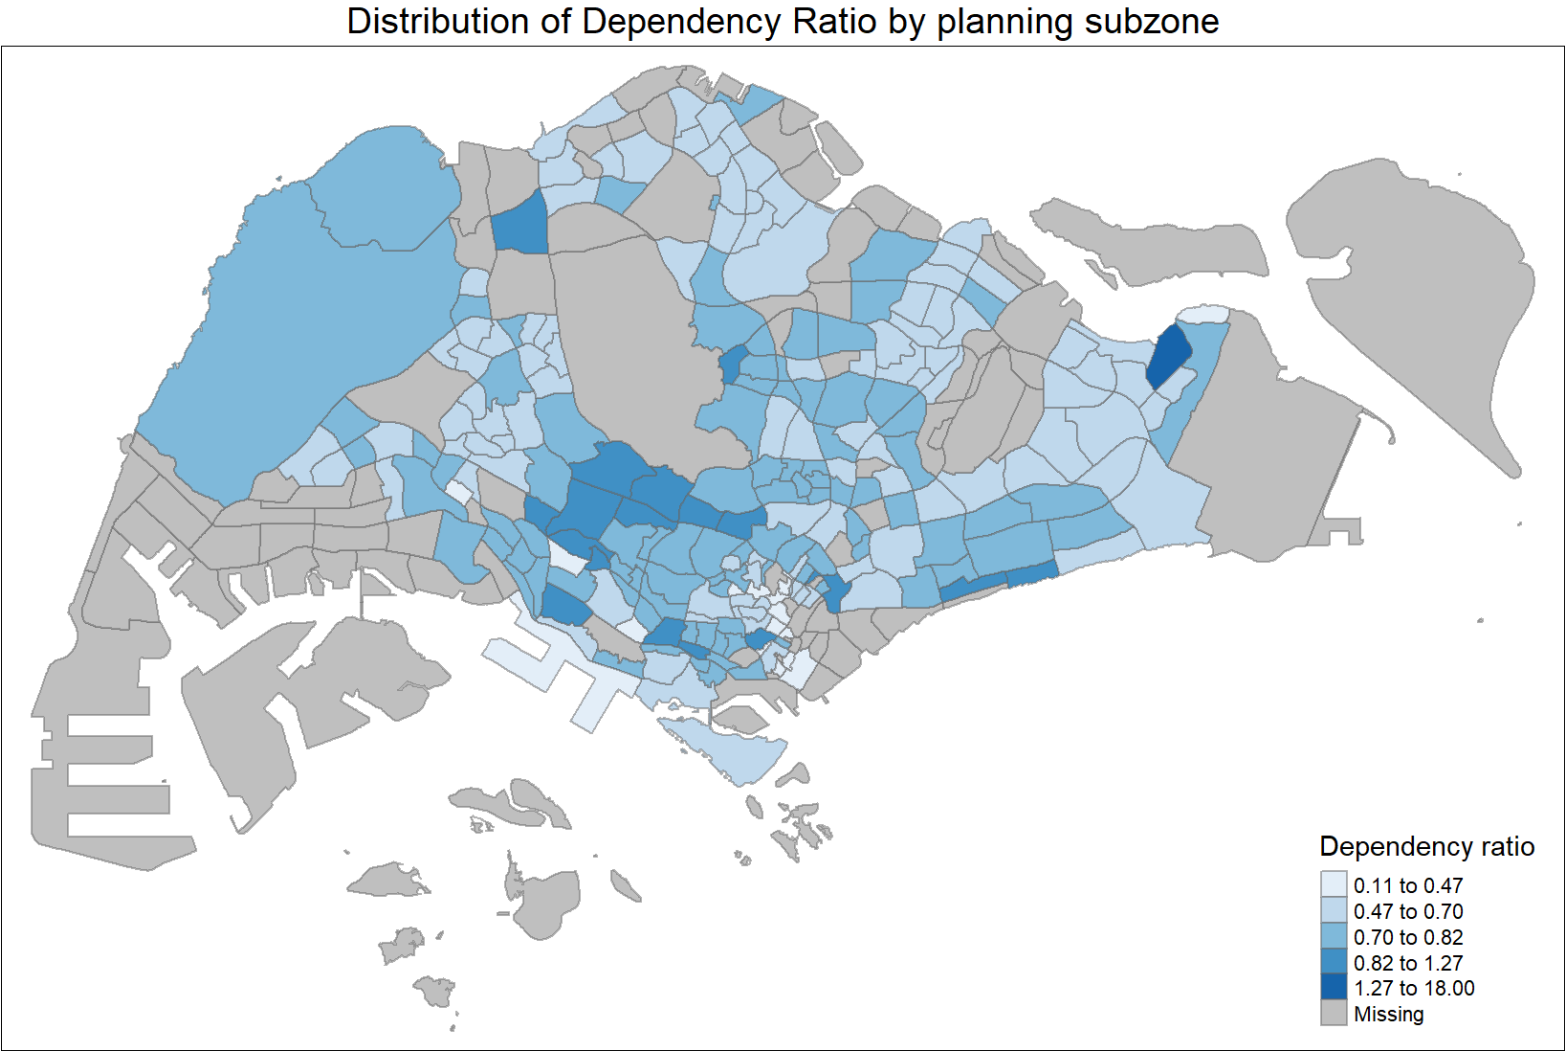 Distribution of Dependency Ratio by planning subzone
Dependency ratio
0.11 to 0.47
0.47 to 0.70
0.70 to 0.82
0.82 to 1.27
1.27 to 18.00
Missing